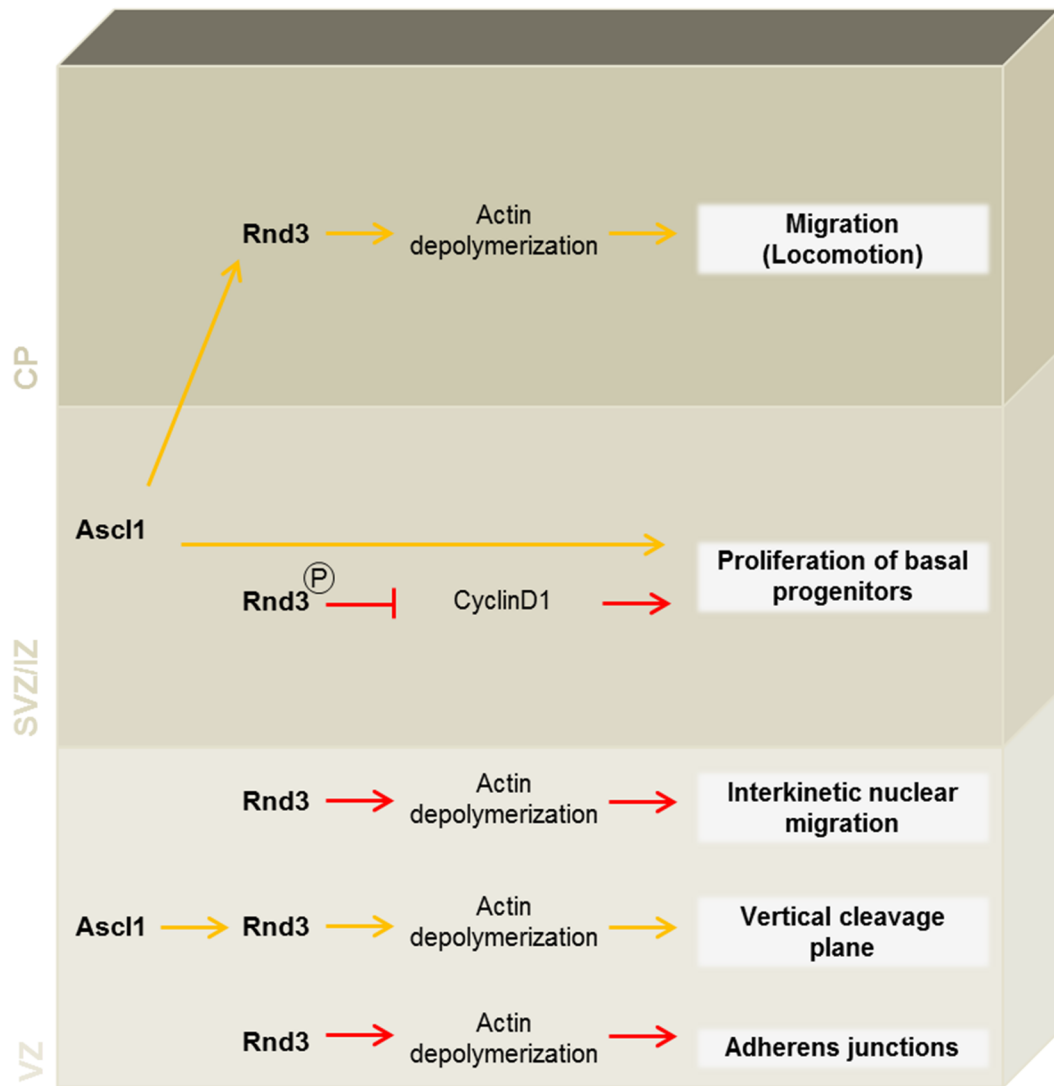 CP
Rnd3
Actin
depolymerization
Migration
(Locomotion)
SVZ/IZ
Ascl1
Rnd3
P
CyclinD1
Proliferation of basal
progenitors
VZ
Rnd3
Actin
depolymerization
Interkinetic nuclear
migration
Ascl1
Rnd3
Actin
depolymerization
Vertical cleavage
plane
Rnd3
Actin
depolymerization
Adherens junctions